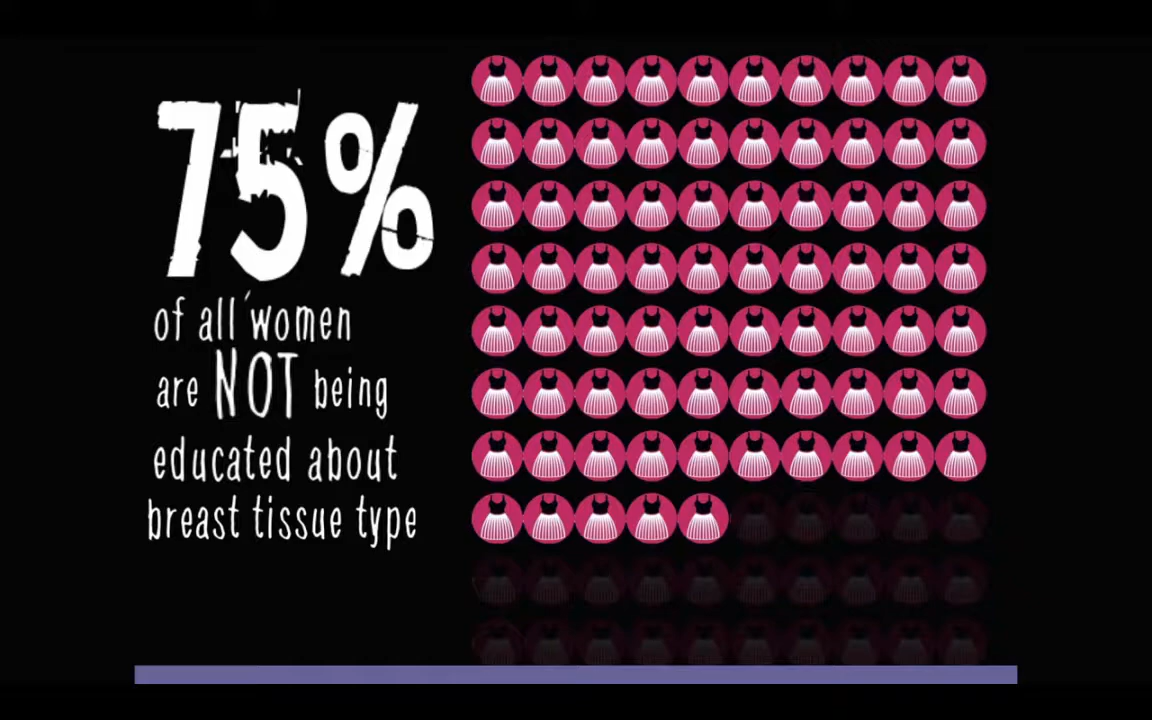 75%
of all women
are NOT being
educated about
breast tissue type